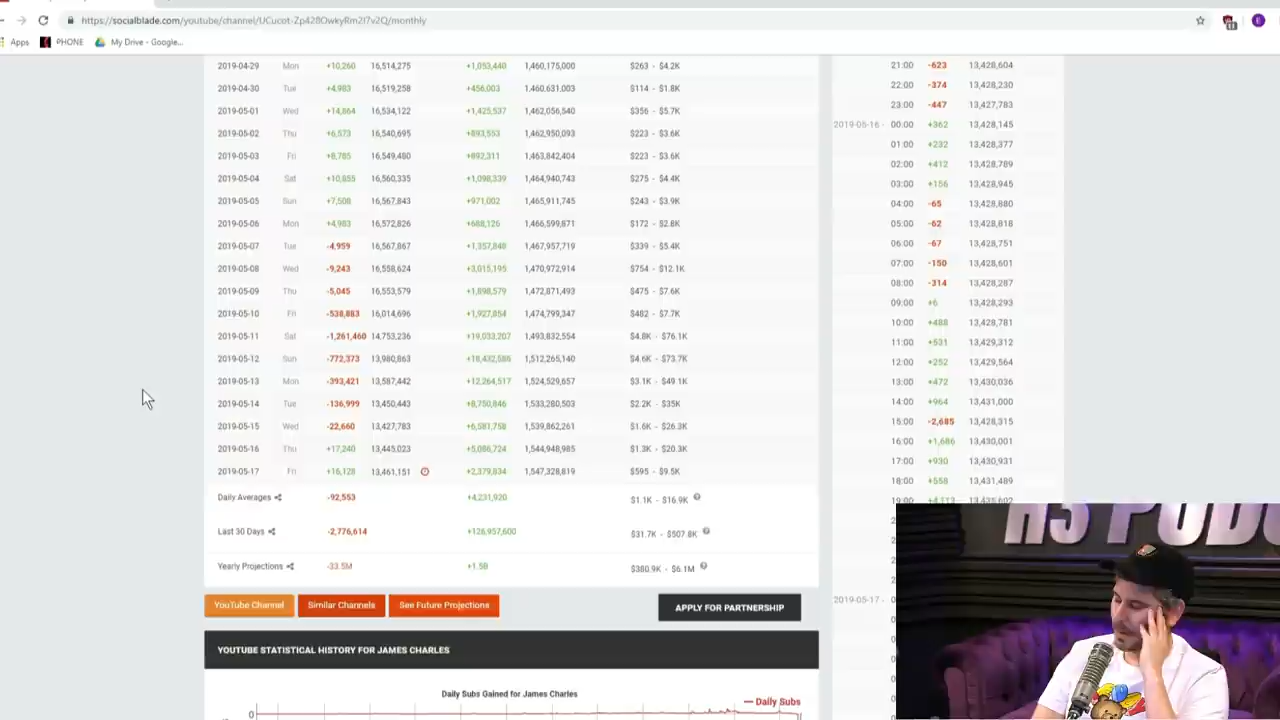 https://socialblade.com/youtube/channel/UCucot-Zp428OwkyRm2I7v2Q/monthly
Apps PHONE My Drive - Google...
2019-04-29 Mon +10,260 16,514,275 +1,053,440 1,460,175,000 $263 - $4.2K
2019-04-30 Tue +4,983 16,519,258 +456,003 1,460,631,003 $114 - $1.8K
2019-05-01 Wed +14,864 16,534,122 +1,425,537 1,462,056,540 $356 - $5.7K
2019-05-02 Thu +6,573 16,540,695 +893,553 1,462,950,093 $223 - $3.6K
2019-05-03 Fri +8,785 16,549,480 +892,311 1,463,842,404 $223 - $3.6K
2019-05-04 Sat +10,855 16,560,335 +1,098,339 1,464,940,743 $275 - $4.4K
2019-05-05 Sun +7,508 16,567,843 +971,002 1,465,911,745 $243 - $3.9K
2019-05-06 Mon +4,983 16,572,826 +688,126 1,466,599,871 $172 - $2.8K
2019-05-07 Tue -4,959 16,567,867 +1,357,848 1,467,957,719 $339 - $5.4K
2019-05-08 Wed -9,243 16,558,624 +3,015,195 1,470,972,914 $754 - $12.1K
2019-05-09 Thu -5,045 16,553,579 +1,898,579 1,472,871,493 $475 - $7.6K
2019-05-10 Fri -538,883 16,014,696 +1,927,854 1,474,799,347 $482 - $7.7K
2019-05-11 Sat -1,261,460 14,753,236 +19,033,207 1,493,832,554 $4.8K - $76.1K
2019-05-12 Sun -772,373 13,980,863 +18,432,586 1,512,265,140 $4.6K - $73.7K
2019-05-13 Mon -393,421 13,587,442 +12,264,517 1,524,529,657 $3.1K - $49.1K
2019-05-14 Tue -136,999 13,450,443 +8,750,846 1,533,280,503 $2.2K - $35K
2019-05-15 Wed -22,660 13,427,783 +6,581,758 1,539,862,261 $1.6K - $26.3K
2019-05-16 Thu +17,240 13,445,023 +5,086,724 1,544,948,985 $1.3K - $20.3K
2019-05-17 Fri +16,128 13,461,151 +2,379,834 1,547,328,819 $595 - $9.5K
Daily Averages -92,553 +4,231,920 $1.1K - $16.9K
Last 30 Days -2,776,614 +126,957,600 $31.7K - $507.8K
Yearly Projections -33.5M +1.5B $380.9K - $6.1M
YouTube Channel Similar Channels See Future Projections APPLY FOR PARTNERSHIP
YOUTUBE STATISTICAL HISTORY FOR JAMES CHARLES
Daily Subs Gained for James Charles
Daily Subs
0
21:00 -623 13,428,604
22:00 -374 13,428,230
23:00 -447 13,427,783
2019-05-16 - 00:00 +362 13,428,145
01:00 +232 13,428,377
02:00 +412 13,428,789
03:00 +156 13,428,945
04:00 -65 13,428,880
05:00 -62 13,428,818
06:00 -67 13,428,751
07:00 -150 13,428,601
08:00 -314 13,428,287
09:00 +6 13,428,293
10:00 +488 13,428,781
11:00 +531 13,429,312
12:00 +252 13,429,564
13:00 +472 13,430,036
14:00 +964 13,431,000
15:00 -2,685 13,428,315
16:00 +1,686 13,430,001
17:00 +930 13,430,931
18:00 +558 13,431,489
19:00 +4,113 13,435,602
2019-05-17 -
H3 PODC